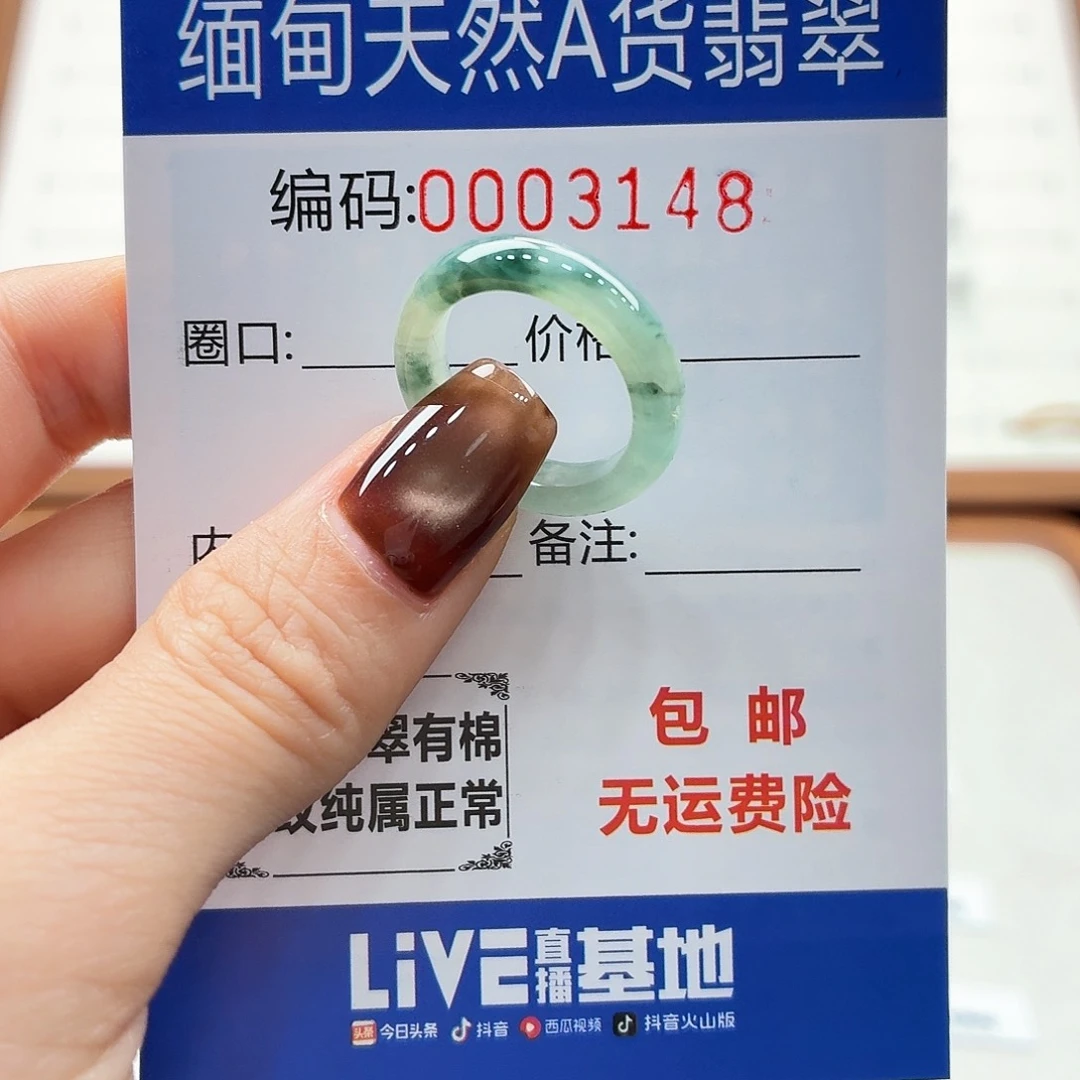 缅甸天然A货翡翠
编码:0003148
圈口: 价格
内 备注:
翠有棉
纹纯属正常
包邮
无运费险
LiVE直播基地
今日头条 抖音 西瓜视频 抖音火山版